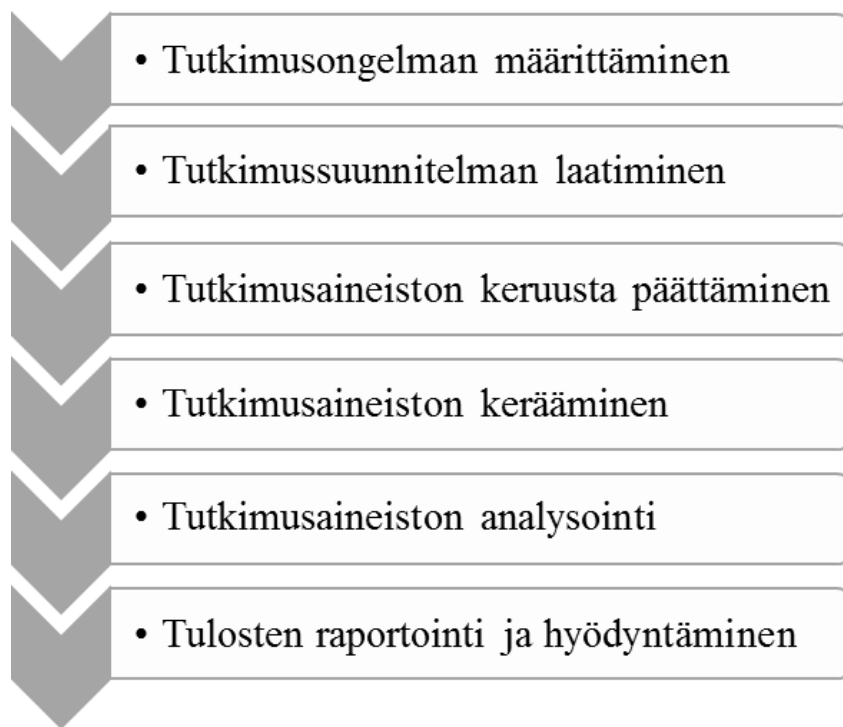 • Tutkimusongelman määrittäminen
• Tutkimussuunnitelman laatiminen
• Tutkimusaineiston keruusta päättäminen
• Tutkimusaineiston kerääminen
• Tutkimusaineiston analysointi
• Tulosten raportointi ja hyödyntäminen